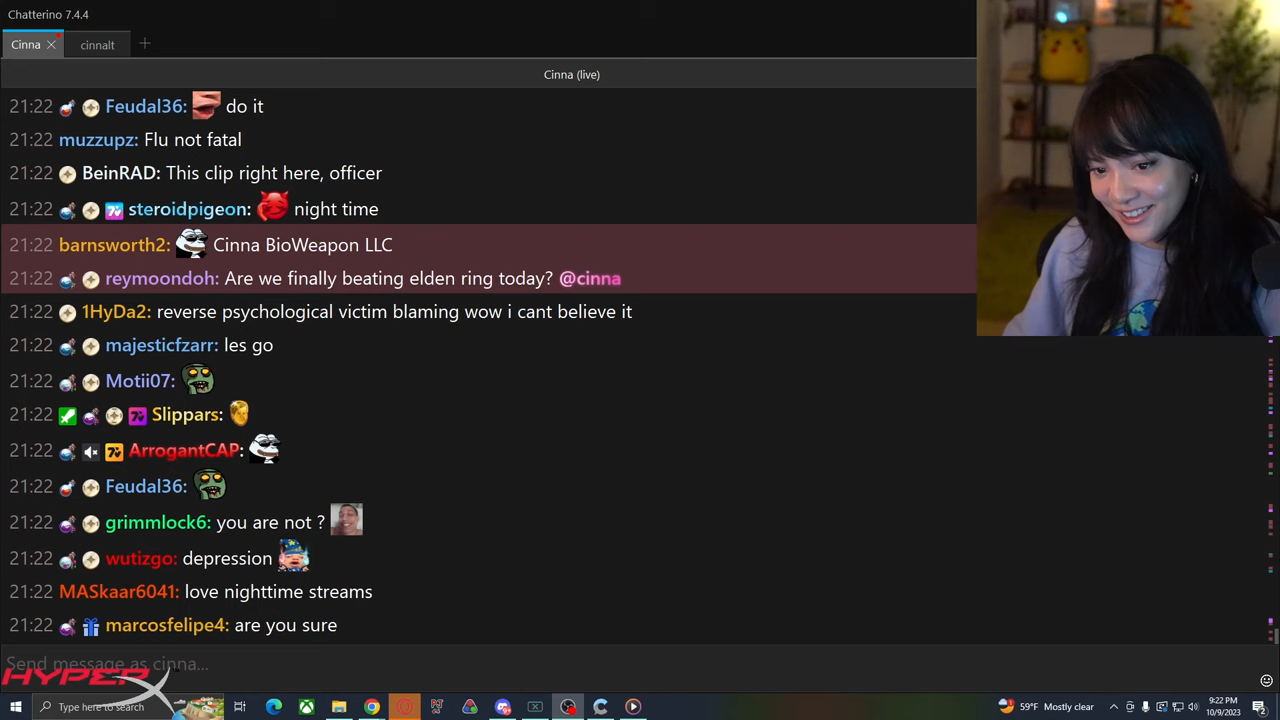 Chatterino 7.4.4
Cinna
cinnalt
Cinna (live)
21:22 Feudal36: do it
21:22 muzzupz: Flu not fatal
21:22 BeinRAD: This clip right here, officer
21:22 steroidpigeon: night time
21:22 barnsworth2: Cinna BioWeapon LLC
21:22 reymoondoh: Are we finally beating elden ring today? @cinna
21:22 1HyDa2: reverse psychological victim blaming wow i cant believe it
21:22 majesticfzarr: les go
21:22 Motii07:
21:22 Slippars:
21:22 ArrogantCAP:
21:22 Feudal36:
21:22 grimmlock6: you are not ?
21:22 wutizgo: depression
21:22 MASkaar6041: love nighttime streams
21:22 marcosfelipe4: are you sure
Send message as cinna...
HYPERX
Type here to search
59°F Mostly clear
9:22 PM
10/9/2023
2